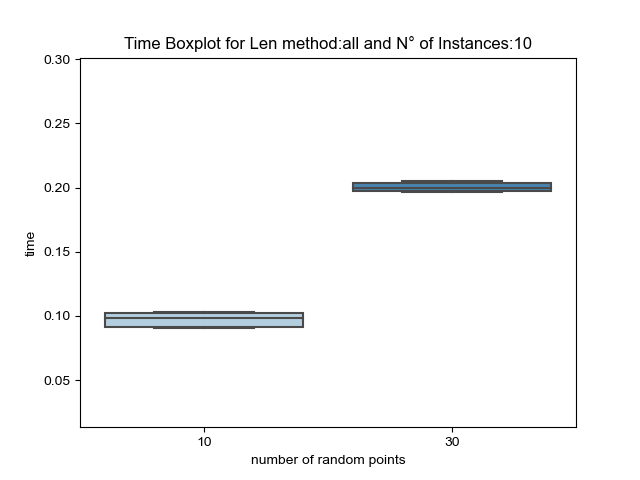 Time Boxplot for Len method:all and N° of Instances:10
0.30
0.25
0.20
0.15
0.10
0.05
time
10
30
number of random points